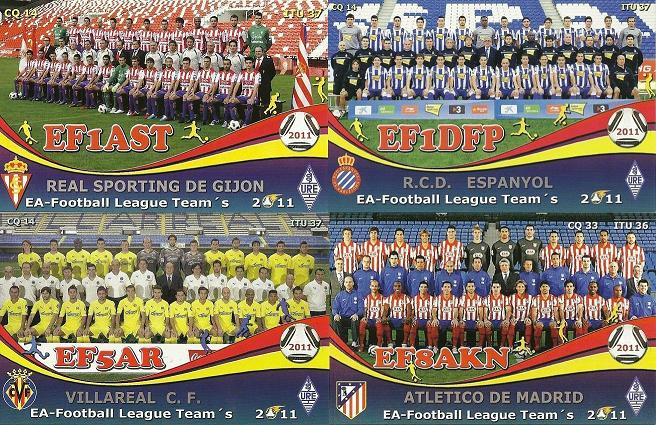 CQ 14 ITU 37
EF1AST
2011
REAL SPORTING DE GIJON
EA-Football League Team´s 2011
URE
CQ 14 ITU 37
EF1DFP
2011
R.C.D. ESPANYOL
EA-Football League Team´s 2011
URE
CQ 14 ITU 37
EF5AR
2011
VILLAREAL C. F.
EA-Football League Team´s 2011
URE
CQ 33 ITU 36
EF8AKN
2011
ATLETICO DE MADRID
EA-Football League Team´s 2011
URE